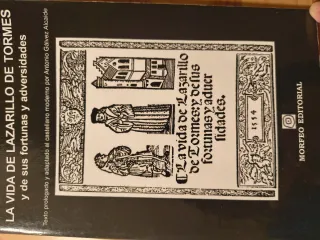 LA VIDA DE LAZARILLO DE TORMES
y de sus fortunas y adversidades
Texto prologado y adaptado al castellano moderno por Antonio Gálvez Alcaide
La vida de Lazarillo
de Tormes: y de sus
fortunas y aduer
sidades.
1554
MORFEO EDITORIAL